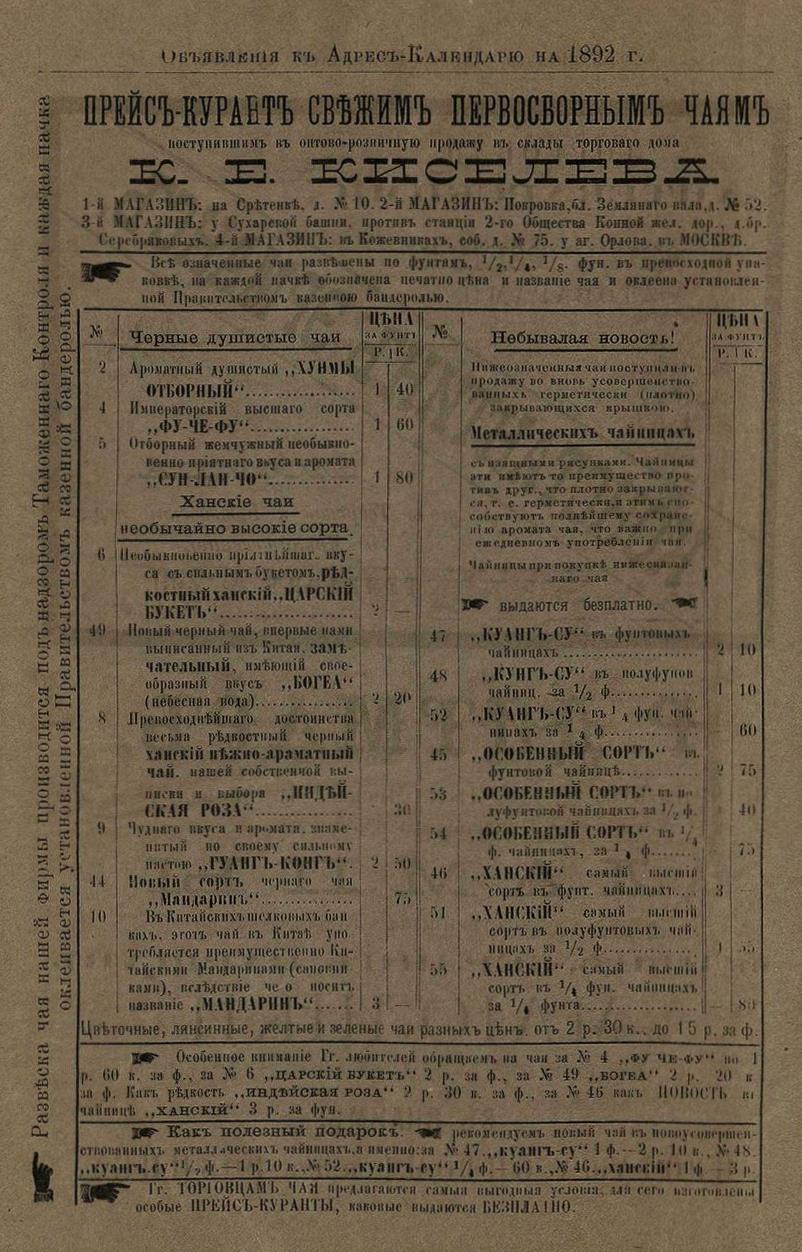 Объявленія къ Адресъ-Календарю на 1892 г.
ПРЕЙСЪ-КУРАНТЪ СВѢЖИМЪ ПЕРВОСБОРНЫМЪ ЧАЯМЪ
поступившимъ въ оптово-розничную продажу въ склады торговаго дома
К. Е. КИСЕЛЕВА.
1-й МАГАЗИНЪ: на Срѣтенкѣ, д. № 10. 2-й МАГАЗИНЪ: Покровка, бл. Землянаго вала, д. № 52.
3-й МАГАЗИНЪ: у Сухаревой башни, противъ станціи 2-го Общества Конной жел. дор., д. бр.
Серебряковыхъ. 4-й МАГАЗИНЪ: въ Кожевникахъ, соб. д. № 75. у аг. Орлова, въ МОСКВѢ.
Всѣ означенные чаи развѣшены по фунтамъ, 1/2, 1/4, 1/8. фун. въ превосходной упа-
ковкѣ, на каждой пачкѣ обозначена печатно цѣна и названіе чая и оклеена установлен-
ной Правительствомъ казенною бандеролью.
Развѣска чая нашей фирмы производится подъ надзоромъ Таможеннаго Контроля и каждая пачка
оклеивается установленной Правительствомъ казенной бандеролью.
№ Черные душистые чаи ЦѢНА
ЗА ФУНТЪ
Р. К.
2 Ароматный душистый „ХУНМЫ
ОТБОРНЫЙ“ 1 40
4 Императорскій высшаго сорта
„ФУ-ЧЕ-ФУ“ 1 60
5 Отборный жемчужный необыкно-
венно пріятнаго вкуса и аромата
„СУН-ЛАН-ЧО“ 1 80
Ханскіе чаи
необычайно высокіе сорта.
6 Необыкновенно пріятнѣйшаг. вку-
са съ сильнымъ букетомъ, рѣд-
костный ханскій „ЦАРСКІЙ
БУКЕТЪ“ 2 —
49 Новый черный чай, впервые нами
выписанный изъ Китая, ЗАМѢ-
ЧАТЕЛЬНЫЙ, имѣющій свое-
образный вкусъ „БОГЕА“
(небесная вода) 2 20
8 Превосходнѣйшаго достоинства
весьма рѣдкостный черный
ханскій нѣжно-араматный
чай. нашей собственной вы-
писки и выбора „ИНДѢЙ-
СКАЯ РОЗА“ 30
9 Чуднаго вкуса и аромата, знаме-
нитый по своему сильному
настою „ГУАНГЪ-КОНГЪ“. 2 50
44 Новый сортъ чернаго чая
„Мандаринъ“ 75
10 Въ Китайскихъ шелковыхъ бан
кахъ, этотъ чай въ Китаѣ упо
требляется преимущественно Ки-
тайскими Мандаринами (сановни
ками), вслѣдствіе че о носитъ
названіе „МАНДАРИНЪ“ 3 —
№ Небывалая новость! ЦѢНА
ЗА ФУНТЪ
Р. К.
Нижеозначенныя чаи поступили въ
продажу во вновь усовершенство-
ванныхъ герметически (плотно)
закрывающихся крышкою.
Металлическихъ чайницахъ
съ изящными рисунками. Чайницы
эти имѣютъ то преимущество про-
тивъ друг., что плотно закрывают-
ся, т. е. герметически, и этимъ спо-
собствуютъ полнѣйшему сохране-
нію аромата чая, что важно при
ежедневномъ употребленіи чая.
Чайницы при покупкѣ нижесказан-
наго чая
выдаются безплатно.
47 „КУАНГЪ-СУ“ въ фунтовыхъ
чайницахъ 2 10
48 „КУНГЪ-СУ“ въ полуфунов
чайниц. за 1/2 ф. 1 10
52 „КУАНГЪ-СУ“ въ 1/4 фун. чай-
ницахъ за 1/4 ф. 60
45 „ОСОБЕННЫЙ СОРТЪ“ въ
фунтовой чайницѣ 2 75
53 „ОСОБЕННЫЙ СОРТЪ“ въ по
луфунтовой чайницахъ за 1/2 ф. 40
54 „ОСОБЕННЫЙ СОРТЪ“ въ 1/4
ф. чайницахъ, за 1/4 ф. 75
46 „ХАНСКІЙ“ самый высшій
сортъ въ фунт. чайницахъ 3 —
51 „ХАНСКІЙ“ самый высшій
сортъ въ полуфунтовыхъ чай-
ницахъ за 1/2 ф. 1 55
55 „ХАНСКІЙ“ самый высшій
сортъ въ 1/4 фун. чайницахъ
за 1/4 фунта — 80
Цвѣточные, лянсинные, желтые и зеленые чаи разныхъ цѣнъ. отъ 2 р. 30 к., до 15 р. за ф.
Особенное вниманіе Гг. любителей обращаемъ на чаи за № 4 „ФУ ЧЕ-ФУ“ по 1
р. 60 к. за ф., за № 6 „ЦАРСКІЙ БУКЕТЪ“ 2 р. за ф., за № 49 „БОГЕА“ 2 р. 20 к
за ф. Какъ рѣдкость „ИНДѢЙСКАЯ РОЗА“ 2 р. 30 к. за ф., за № 46 какъ НОВОСТЬ въ
чайницѣ „ХАНСКІЙ“ 3 р. за фун.
Какъ полезный подарокъ. рекомендуемъ новый чай въ новоусовершен-
ствованныхъ металлическихъ чайницахъ, а именно: за № 47. „куангъ-су“ 1 ф.—2 р. 10 к., № 48.
„куангъ.су“ 1/2 ф.—1 р. 10 к., № 52. „куангъ-су“ 1/4 ф.— 60 к., № 46. „ханскій“ 1 ф — 3 р.
Гг. ТОРГОВЦАМЪ ЧАЯ предлагаются самыя выгодныя условія, для сего изготовлены
особые ПРЕЙСЪ-КУРАНТЫ, каковые выдаются БЕЗПЛАТНО.